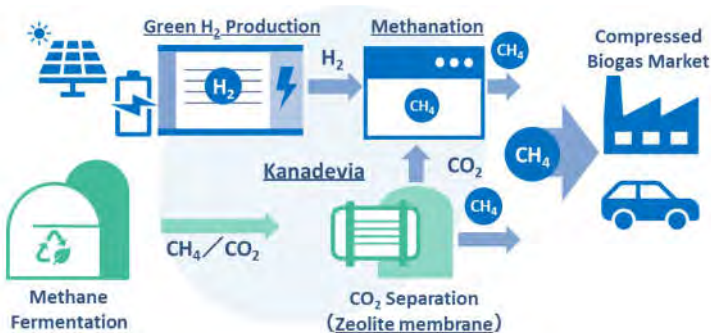 Green H₂ Production
Methanation
H₂
H₂
CH₄
CH₄
Compressed
Biogas Market
Kanadevia
CO₂
CH₄
CH₄／CO₂
CH₄
Methane
Fermentation
CO₂ Separation
（Zeolite membrane）